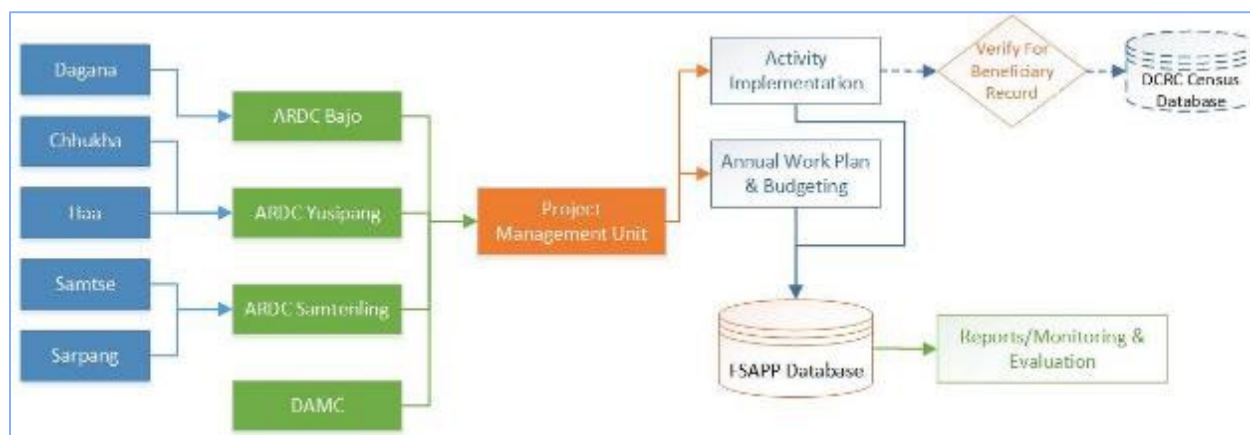 Dagana
Chhukha
Haa
Samtse
Sarpang
ARDC Bajo
ARDC Yusipang
ARDC Samtenling
DAMC
Project
Management Unit
Activity
Implementation
Annual Work Plan
& Budgeting
Verify For
Beneficiary
Record
DCRC Census
Database
FSAPP Database
Reports/Monitoring &
Evaluation